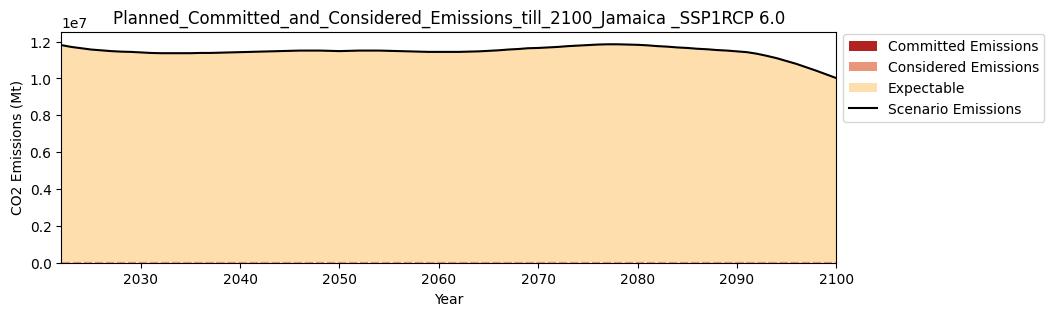 Planned_Committed_and_Considered_Emissions_till_2100_Jamaica _SSP1RCP 6.0
1e7
1.2
1.0
0.8
0.6
0.4
0.2
0.0
CO2 Emissions (Mt)
2030 2040 2050 2060 2070 2080 2090 2100
Year
Committed Emissions
Considered Emissions
Expectable
Scenario Emissions